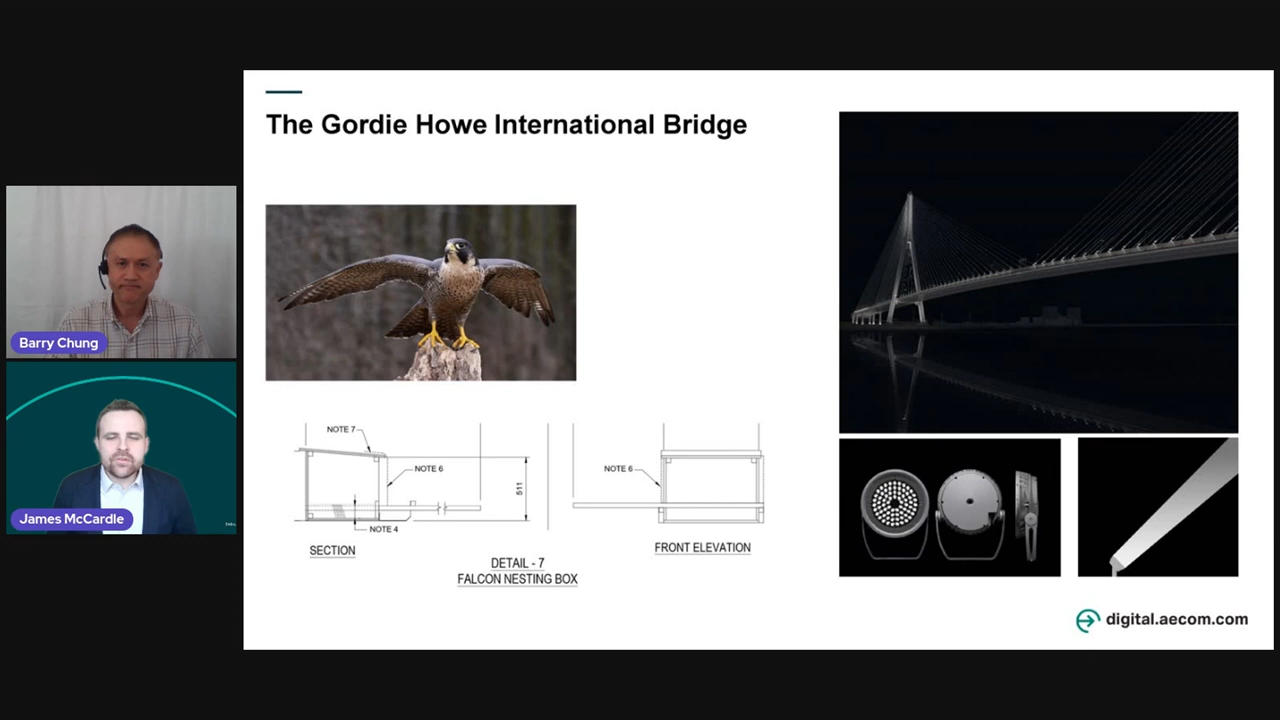 The Gordie Howe International Bridge
Barry Chung
James McCardle
NOTE 7
NOTE 6
511
NOTE 4
SECTION
NOTE 6
FRONT ELEVATION
DETAIL - 7
FALCON NESTING BOX
digital.aecom.com